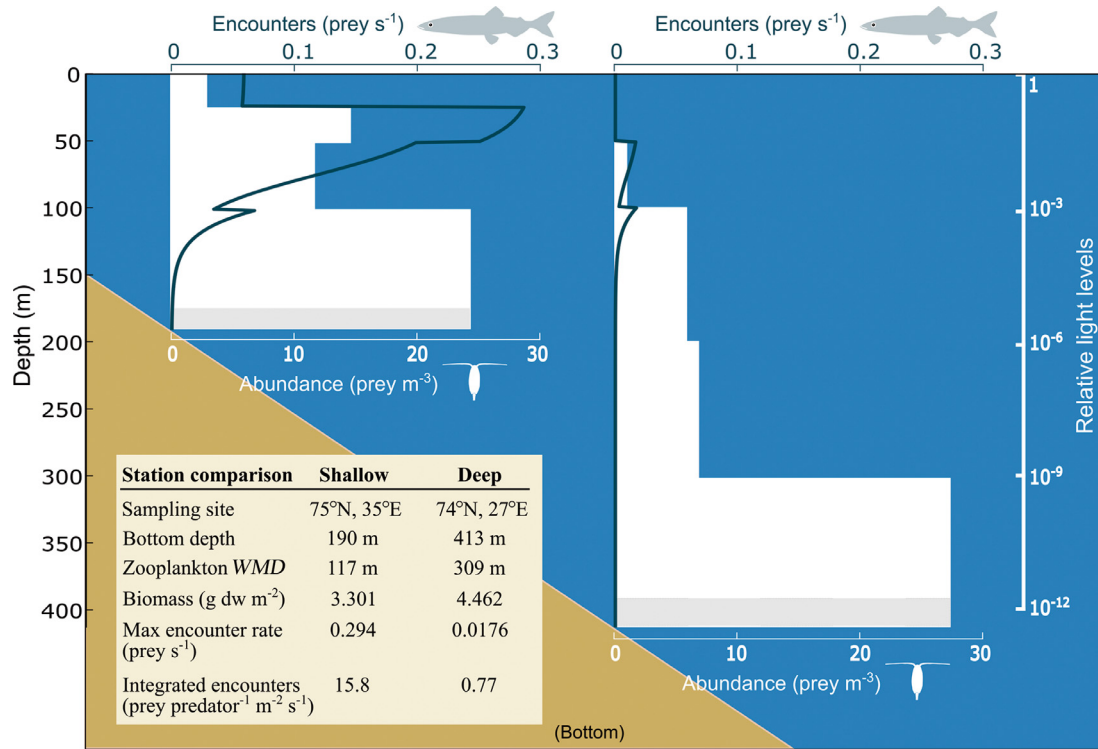 Encounters (prey s⁻¹)
0 0.1 0.2 0.3
Encounters (prey s⁻¹)
0 0.1 0.2 0.3
Depth (m)
0
50
100
150
200
250
300
350
400
0 10 20 30
Abundance (prey m⁻³)
0 10 20 30
Abundance (prey m⁻³)
1
10⁻³
10⁻⁶
10⁻⁹
10⁻¹²
Relative light levels
Station comparison Shallow Deep
Sampling site 75°N, 35°E 74°N, 27°E
Bottom depth 190 m 413 m
Zooplankton WMD 117 m 309 m
Biomass (g dw m⁻²) 3.301 4.462
Max encounter rate 0.294 0.0176
(prey s⁻¹)
Integrated encounters 15.8 0.77
(prey predator⁻¹ m⁻² s⁻¹)
(Bottom)